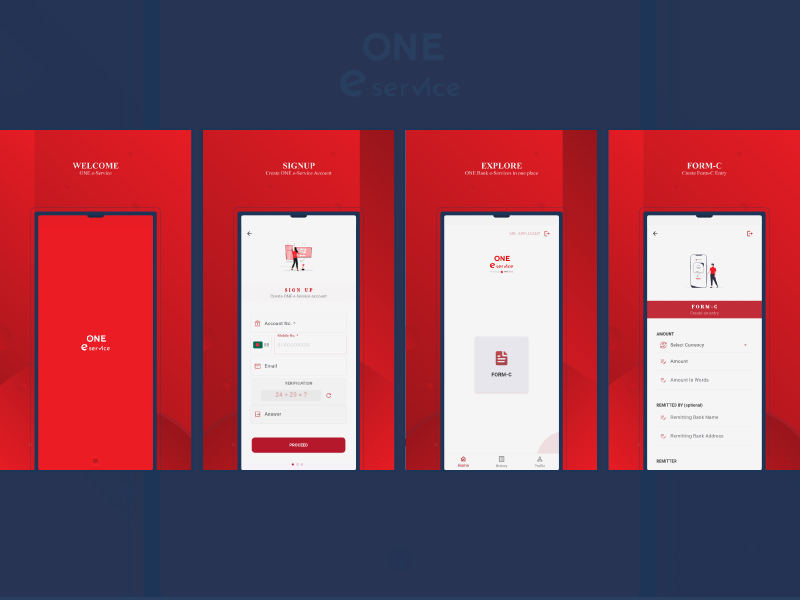 ONE
e-service
WELCOME
ONE e-Service
ONE
e-service
SIGNUP
Create ONE e-Service Account
SIGN UP
Create ONE e-Service account
Account No. *
Mobile No. *
88
Email
VERIFICATION
24 + 29 = ?
Answer
PROCEED
EXPLORE
ONE Bank e-Services in one place
ONE
e-service
FORM-C
Home
History
Profile
FORM-C
Create Form-C Entry
FORM-C
Create an entry
AMOUNT
Select Currency
Amount
Amount In Words
REMITTED BY (optional)
Remitting Bank Name
Remitting Bank Address
REMITTER